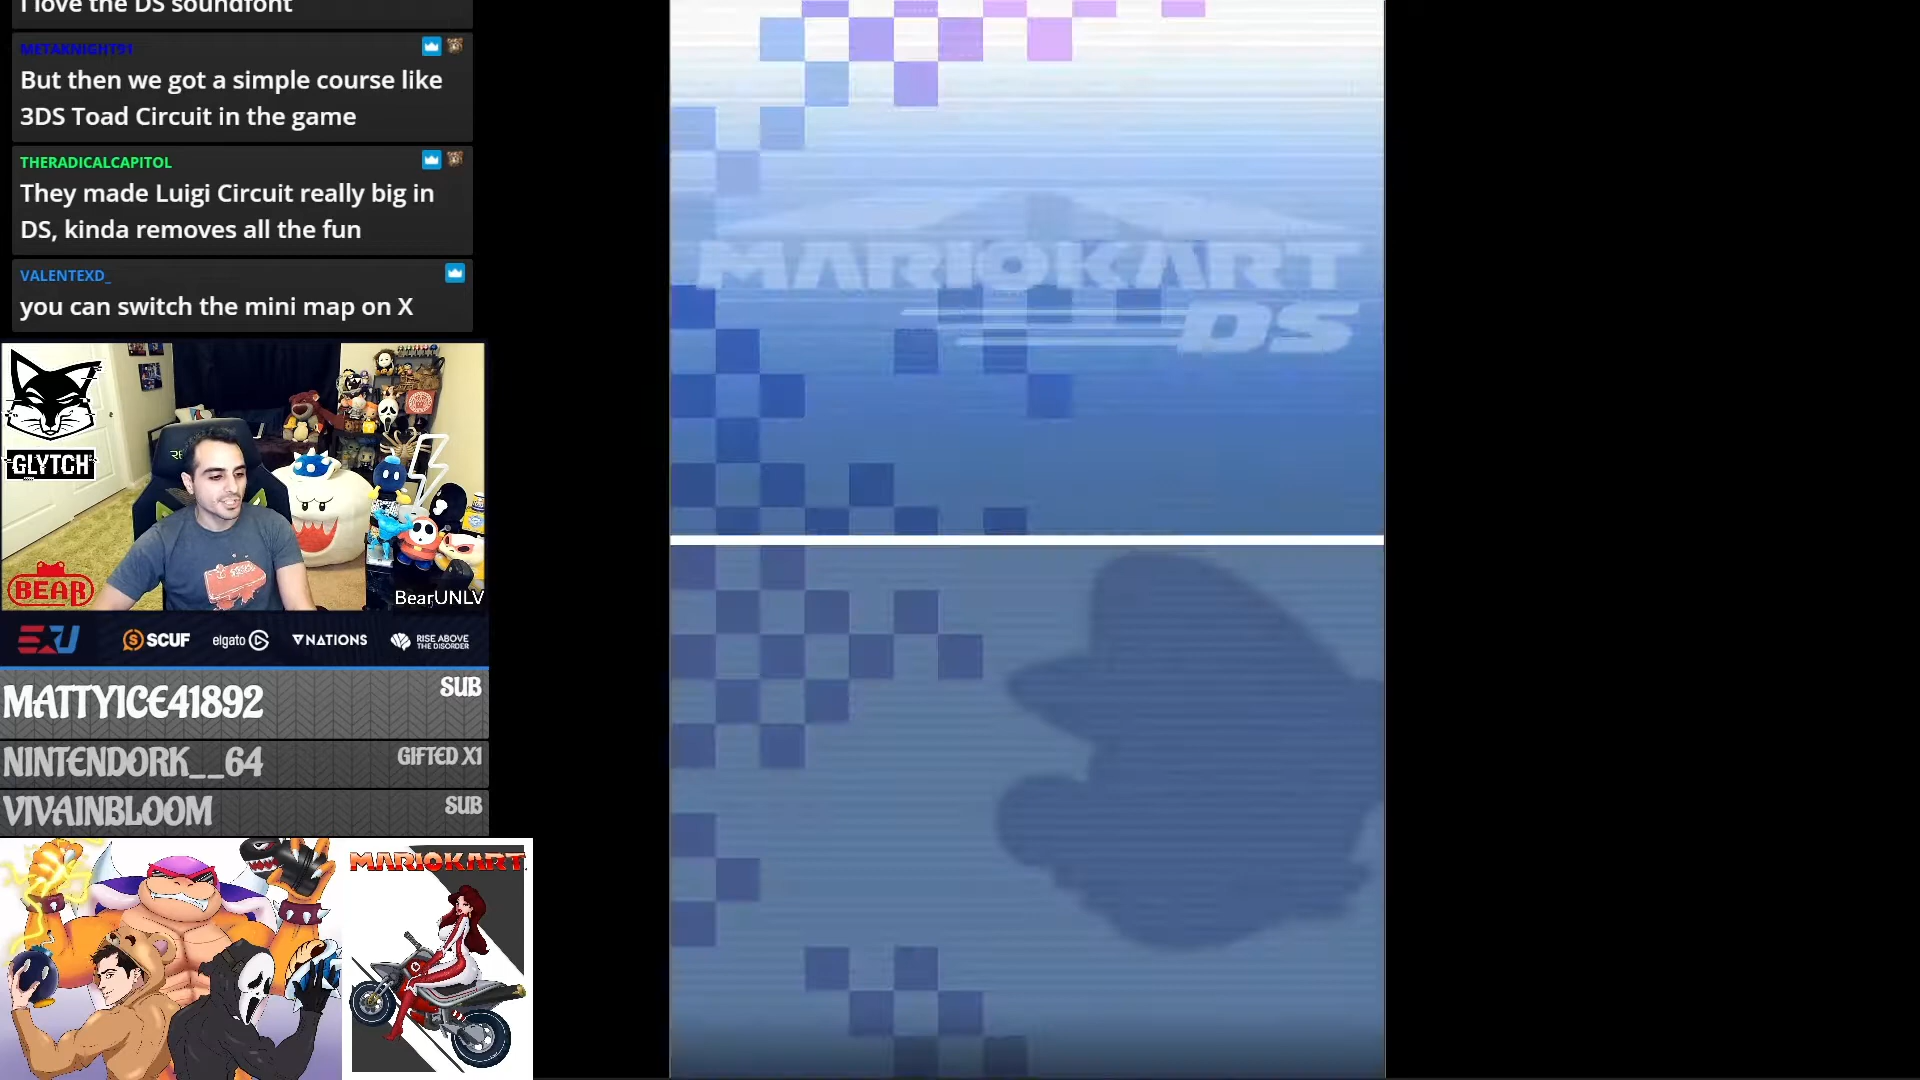 I love the DS soundfont
METAKNIGHT91
But then we got a simple course like
3DS Toad Circuit in the game
THERADICALCAPITOL
They made Luigi Circuit really big in
DS, kinda removes all the fun
VALENTEXD_
you can switch the mini map on X
GLYTCH
BEAR
BearUNLV
EXU SCUF elgato NATIONS RISE ABOVE
THE DISORDER
MATTYICE41892 SUB
NINTENDORK__64 GIFTED X1
VIVAINBLOOM SUB
MARIOKART
MARIOKART
DS